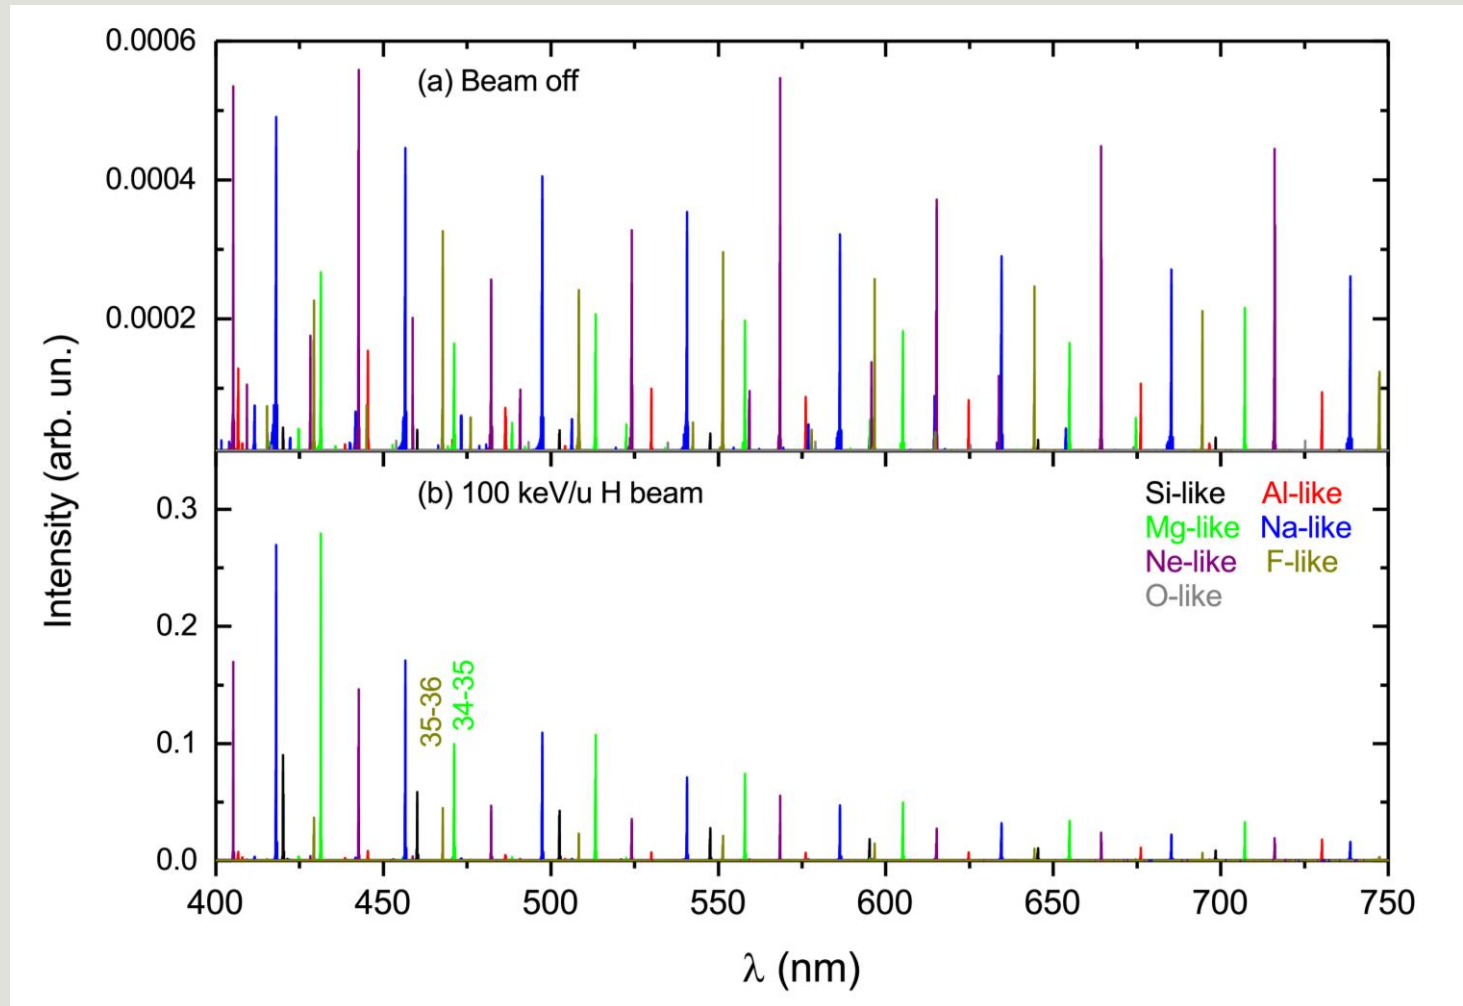 0.0006
(a) Beam off
0.0004
0.0002
Intensity (arb. un.)
(b) 100 keV/u H beam
Si-like Al-like
Mg-like Na-like
Ne-like F-like
O-like
0.3
0.2
35-36
34-35
0.1
0.0
400 450 500 550 600 650 700 750
λ (nm)